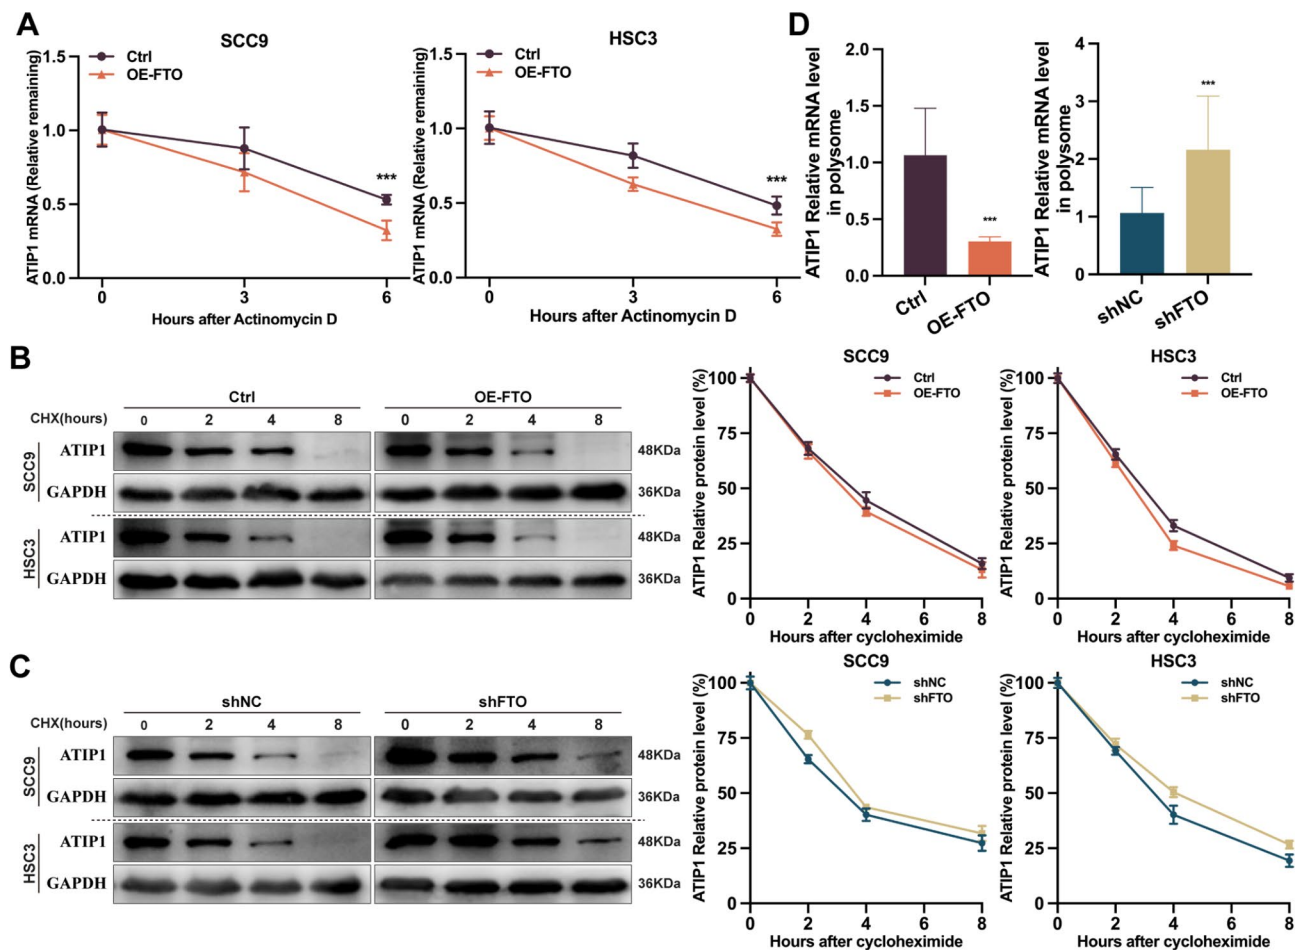 A
SCC9
ATIP1 mRNA (Relative remaining)
1.5
1.0
0.5
0.0
Ctrl
OE-FTO
***
0 3 6
Hours after Actinomycin D
HSC3
ATIP1 mRNA (Relative remaining)
1.5
1.0
0.5
0.0
Ctrl
OE-FTO
***
0 3 6
Hours after Actinomycin D
D
ATIP1 Relative mRNA level
in polysome
2.0
1.5
1.0
0.5
0.0
***
Ctrl
OE-FTO
ATIP1 Relative mRNA level
in polysome
4
3
2
1
0
***
shNC
shFTO
B
Ctrl OE-FTO
CHX(hours) 0 2 4 8 0 2 4 8
SCC9
ATIP1 48KDa
GAPDH 36KDa
HSC3
ATIP1 48KDa
GAPDH 36KDa
SCC9
ATIP1 Relative protein level (%)
100
75
50
25
0
Ctrl
OE-FTO
0 2 4 6 8
Hours after cycloheximide
HSC3
ATIP1 Relative protein level (%)
100
75
50
25
0
Ctrl
OE-FTO
0 2 4 6 8
Hours after cycloheximide
C
shNC shFTO
CHX(hours) 0 2 4 8 0 2 4 8
SCC9
ATIP1 48KDa
GAPDH 36KDa
HSC3
ATIP1 48KDa
GAPDH 36KDa
SCC9
ATIP1 Relative protein level (%)
100
75
50
25
0
shNC
shFTO
0 2 4 6 8
Hours after cycloheximide
HSC3
ATIP1 Relative protein level (%)
100
75
50
25
0
shNC
shFTO
0 2 4 6 8
Hours after cycloheximide